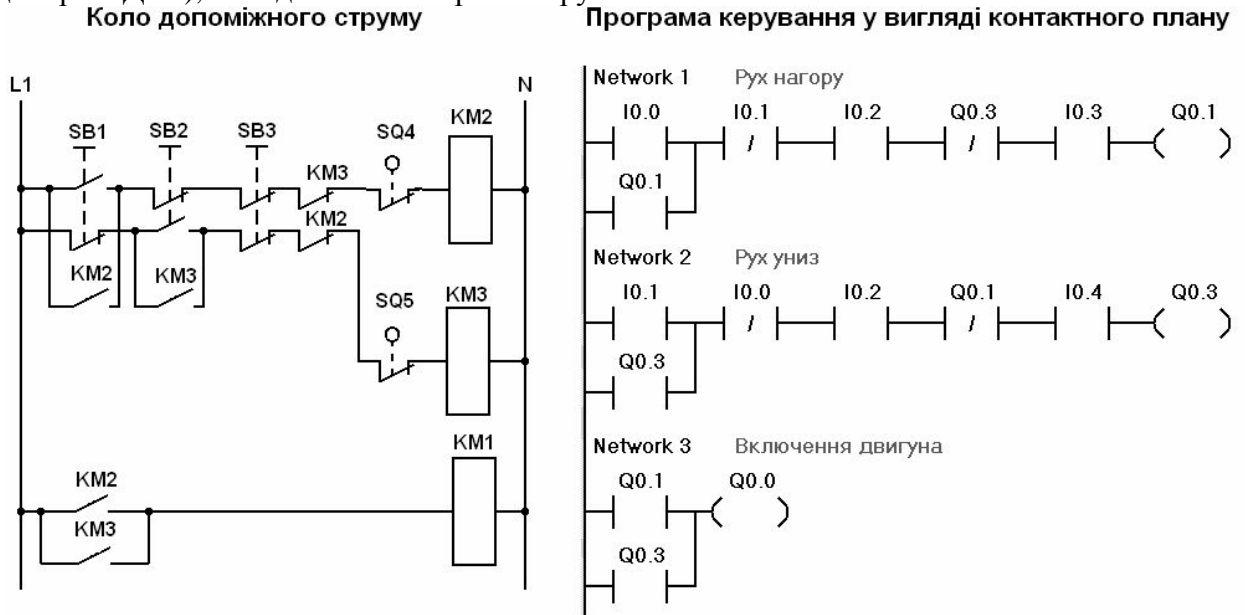 Коло допоміжного струму
L1
N
SB1
SB2
SB3
SQ4
KM2
KM3
KM2
KM2
KM3
SQ5
KM3
KM1
KM2
KM3
Програма керування у вигляді контактного плану
Network 1 Рух нагору
I0.0 I0.1 I0.2 Q0.3 I0.3 Q0.1
/ /
Q0.1
Network 2 Рух униз
I0.1 I0.0 I0.2 Q0.1 I0.4 Q0.3
/ /
Q0.3
Network 3 Включення двигуна
Q0.1 Q0.0
Q0.3